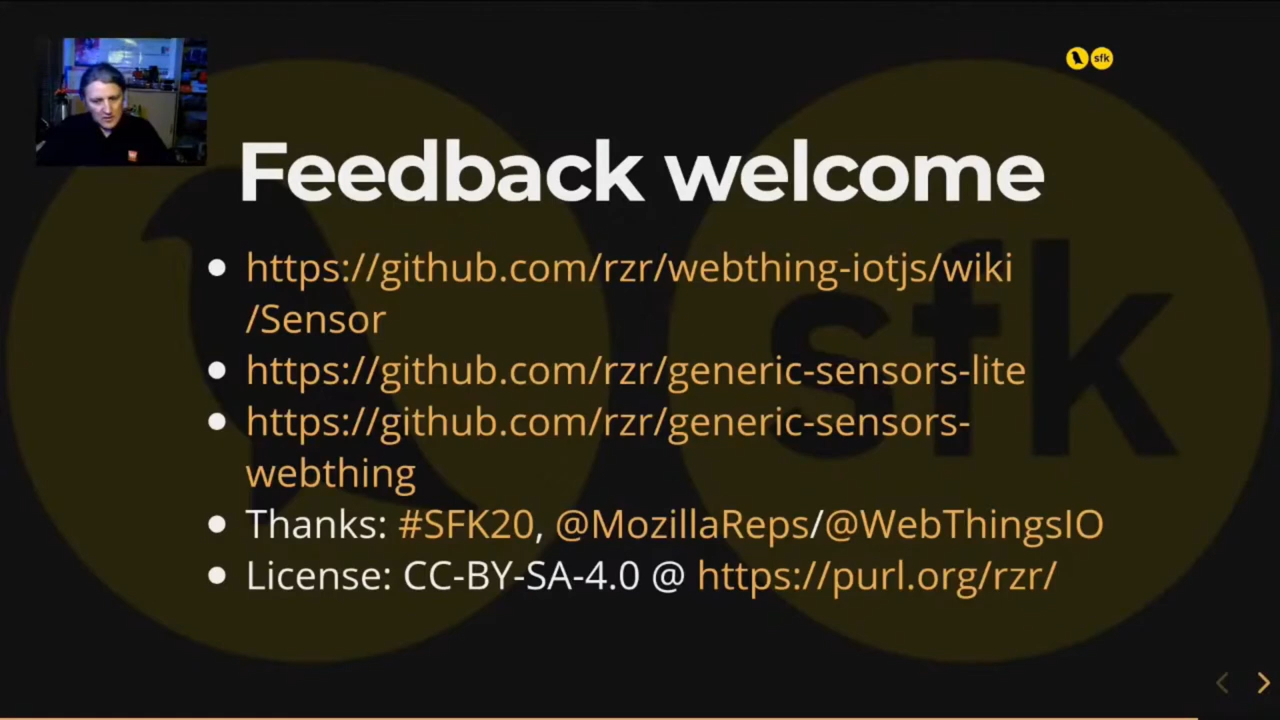 sfk
Feedback welcome
https://github.com/rzr/webthing-iotjs/wiki
/Sensor
https://github.com/rzr/generic-sensors-lite
https://github.com/rzr/generic-sensors-
webthing
Thanks: #SFK20, @MozillaReps/@WebThingsIO
License: CC-BY-SA-4.0 @ https://purl.org/rzr/
sfk